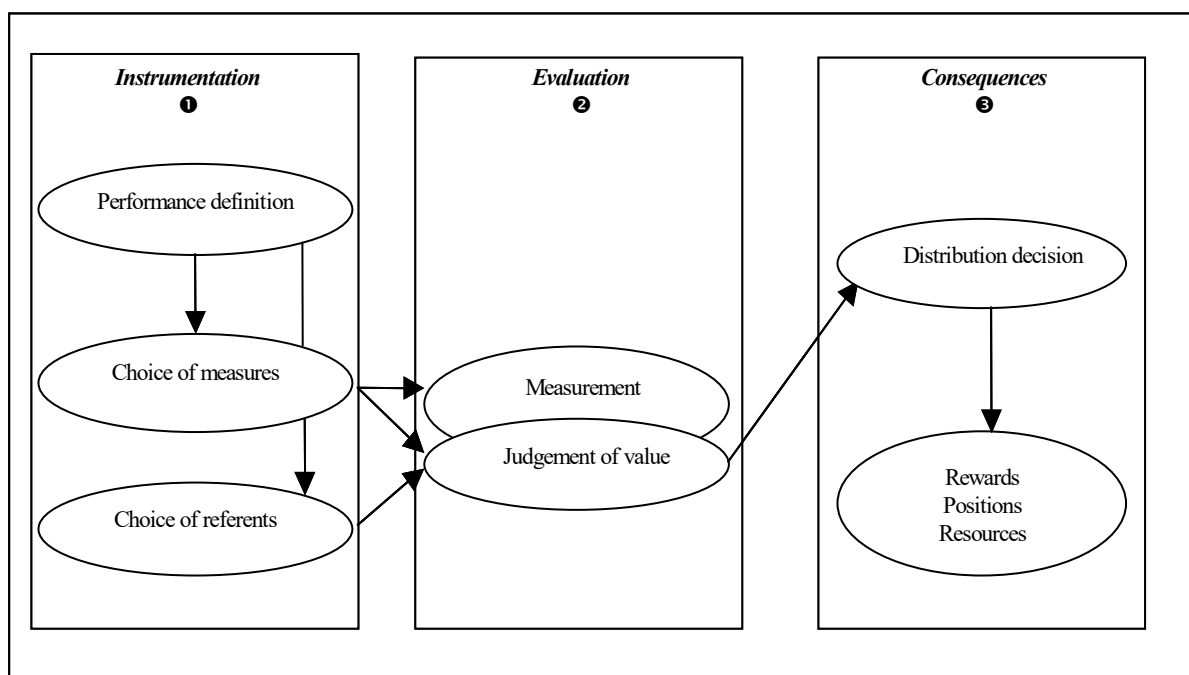 Instrumentation
❶
Performance definition
Choice of measures
Choice of referents
Evaluation
❷
Measurement
Judgement of value
Consequences
❸
Distribution decision
Rewards
Positions
Resources